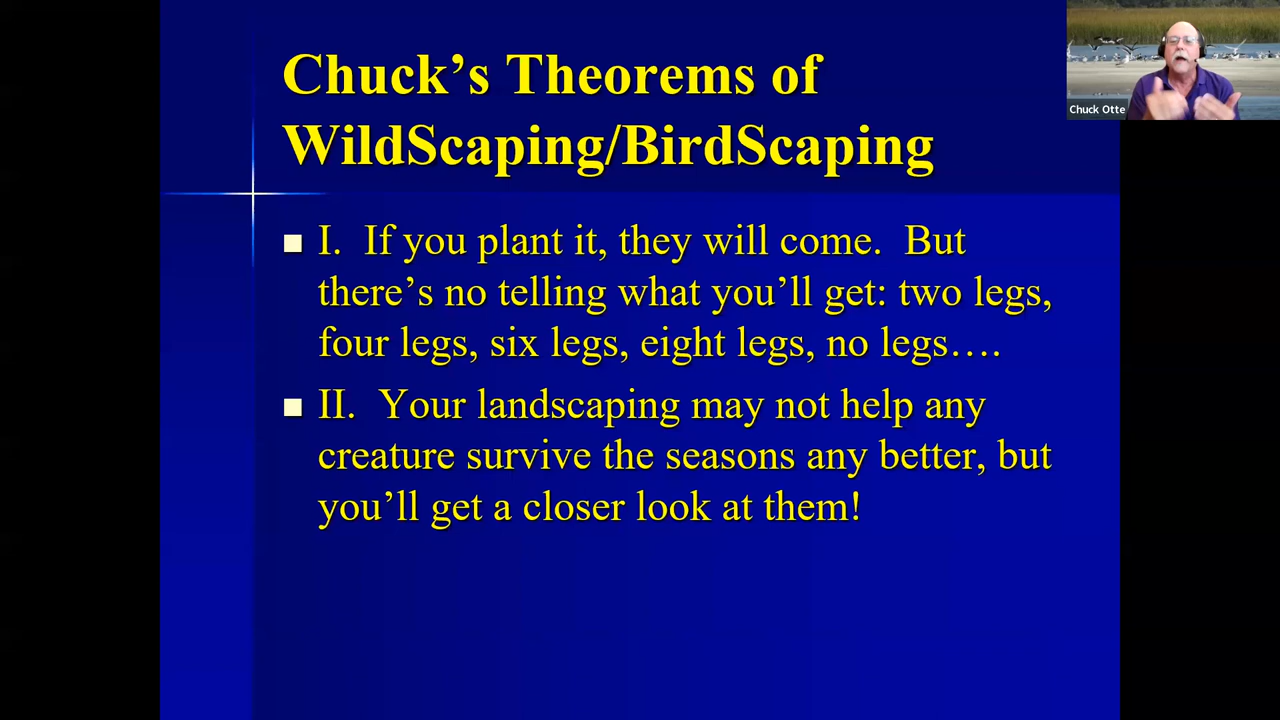 Chuck’s Theorems of
WildScaping/BirdScaping
I.  If you plant it, they will come.  But
there’s no telling what you’ll get: two legs,
four legs, six legs, eight legs, no legs….
II.  Your landscaping may not help any
creature survive the seasons any better, but
you’ll get a closer look at them!
Chuck Otte